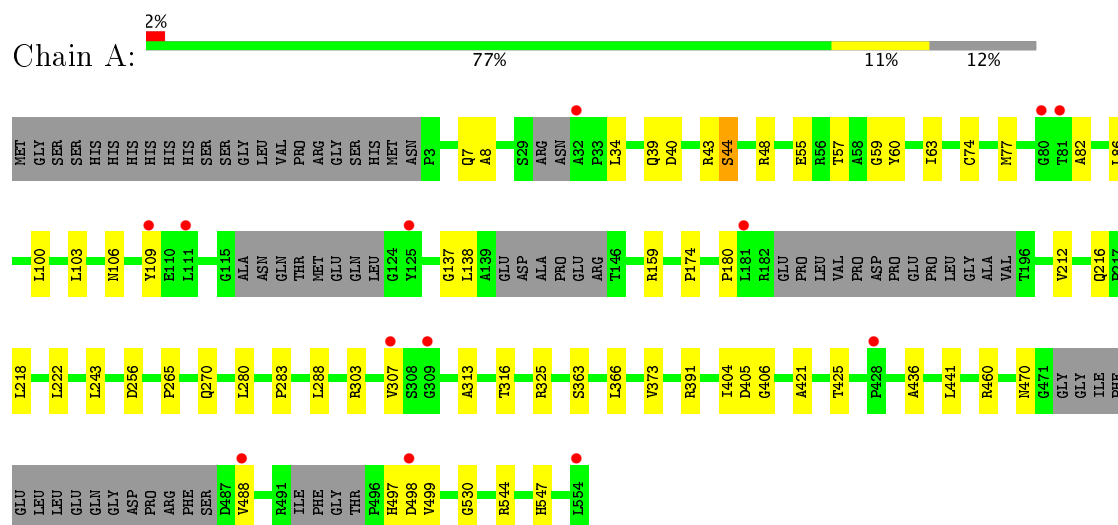 2%
Chain A:
77% 11% 12%
MET GLY SER SER HIS HIS HIS HIS HIS HIS SER SER GLY LEU VAL PRO ARG GLY SER HIS MET ASN P3 Q7 A8 S29 ARG ASN A32 P33 L34 Q39 D40 R43 S44 R48 E55 R56 T57 A58 G59 Y60 I63 C74 M77 G80 T81 A82 L86
L100 L103 N106 Y109 E110 L111 G115 ALA ASN GLN THR MET GLU GLN LEU G124 Y125 G137 L138 A139 GLU ASP ALA PRO GLU ARG T146 R159 P174 P180 L181 R182 GLU PRO LEU VAL PRO ASP PRO GLU PRO LEU GLY ALA VAL T196 V212 Q216 P217
L218 L222 L243 D256 P265 Q270 L280 P283 L288 R303 V307 S308 G309 A313 T316 R325 S363 L366 V373 R391 I404 D405 G406 A421 T425 P428 A436 L441 R460 N470 G471 GLY GLY ILE PHE
GLU LEU LEU GLU GLN GLY ASP PRO ARG PHE SER D487 V488 R491 ILE PHE GLY THR P496 H497 D498 V499 G530 R544 H547 L554